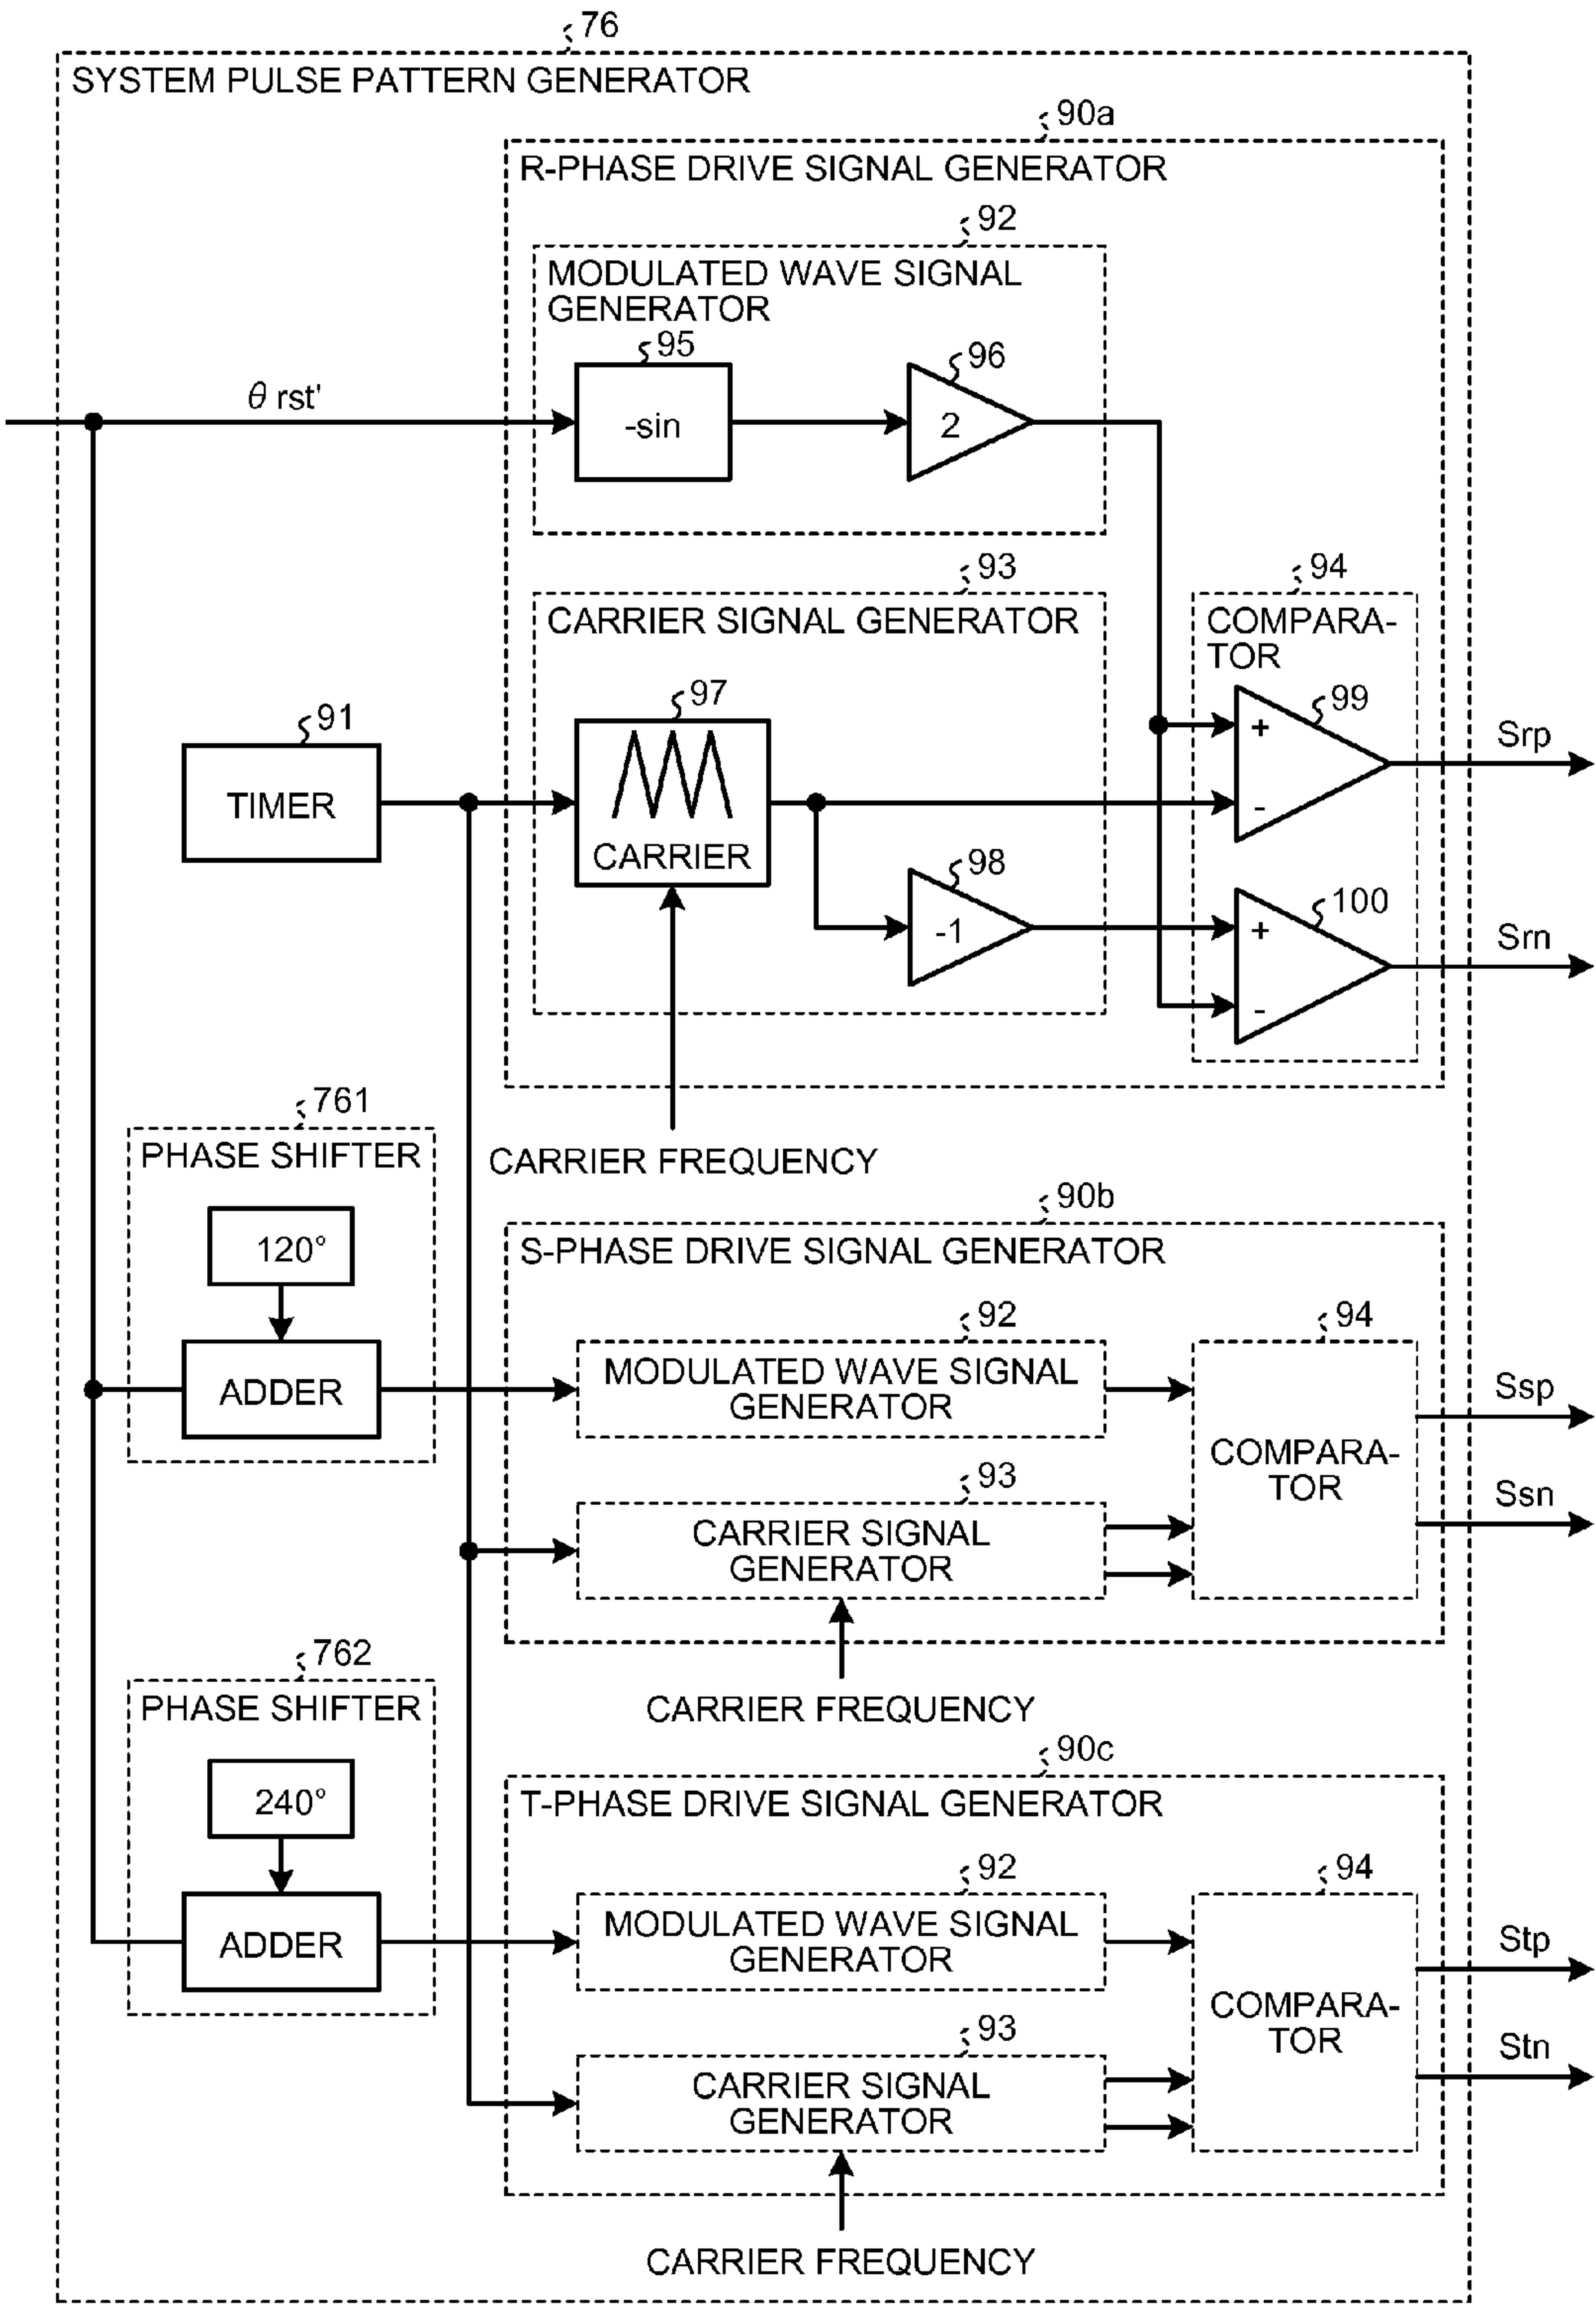 76
SYSTEM PULSE PATTERN GENERATOR
90a
R-PHASE DRIVE SIGNAL GENERATOR
92
MODULATED WAVE SIGNAL
GENERATOR
95
96
θ rst'
-sin
2
93
94
CARRIER SIGNAL GENERATOR
COMPARA-
TOR
97
99
91
+
Srp
TIMER
-
CARRIER
98
100
-1
+
Srn
-
761
PHASE SHIFTER
CARRIER FREQUENCY
90b
120°
S-PHASE DRIVE SIGNAL GENERATOR
92
94
MODULATED WAVE SIGNAL
GENERATOR
ADDER
Ssp
COMPARA-
TOR
93
Ssn
CARRIER SIGNAL
GENERATOR
762
PHASE SHIFTER
CARRIER FREQUENCY
90c
240°
T-PHASE DRIVE SIGNAL GENERATOR
92
94
MODULATED WAVE SIGNAL
GENERATOR
ADDER
Stp
COMPARA-
TOR
93
Stn
CARRIER SIGNAL
GENERATOR
CARRIER FREQUENCY